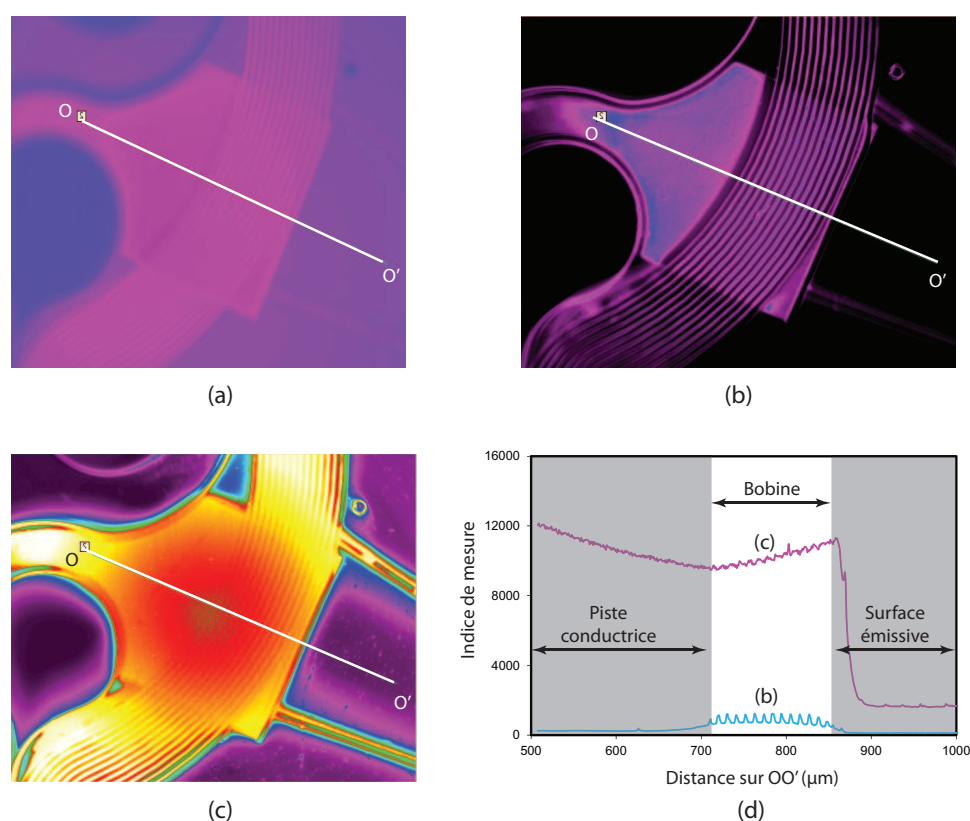 O
O'
(a)
O
O'
(b)
O
O'
(c)
16000
12000
8000
4000
0
Indice de mesure
Bobine
(c)
Piste
conductrice
Surface
émissive
(b)
500
600
700
800
900
1000
Distance sur OO' (µm)
(d)